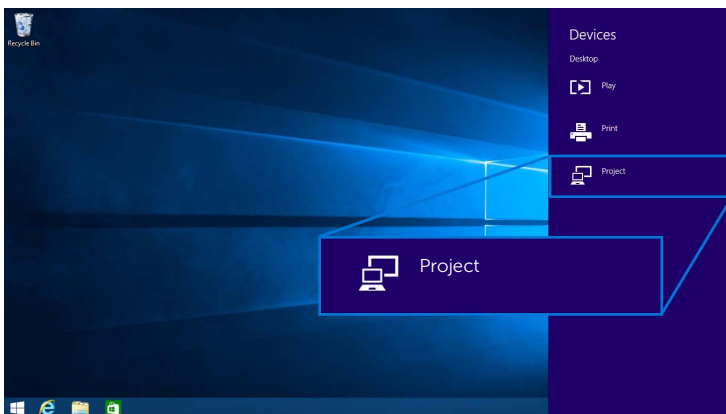 Recycle Bin
Devices
Desktop
Play
Print
Project
Project